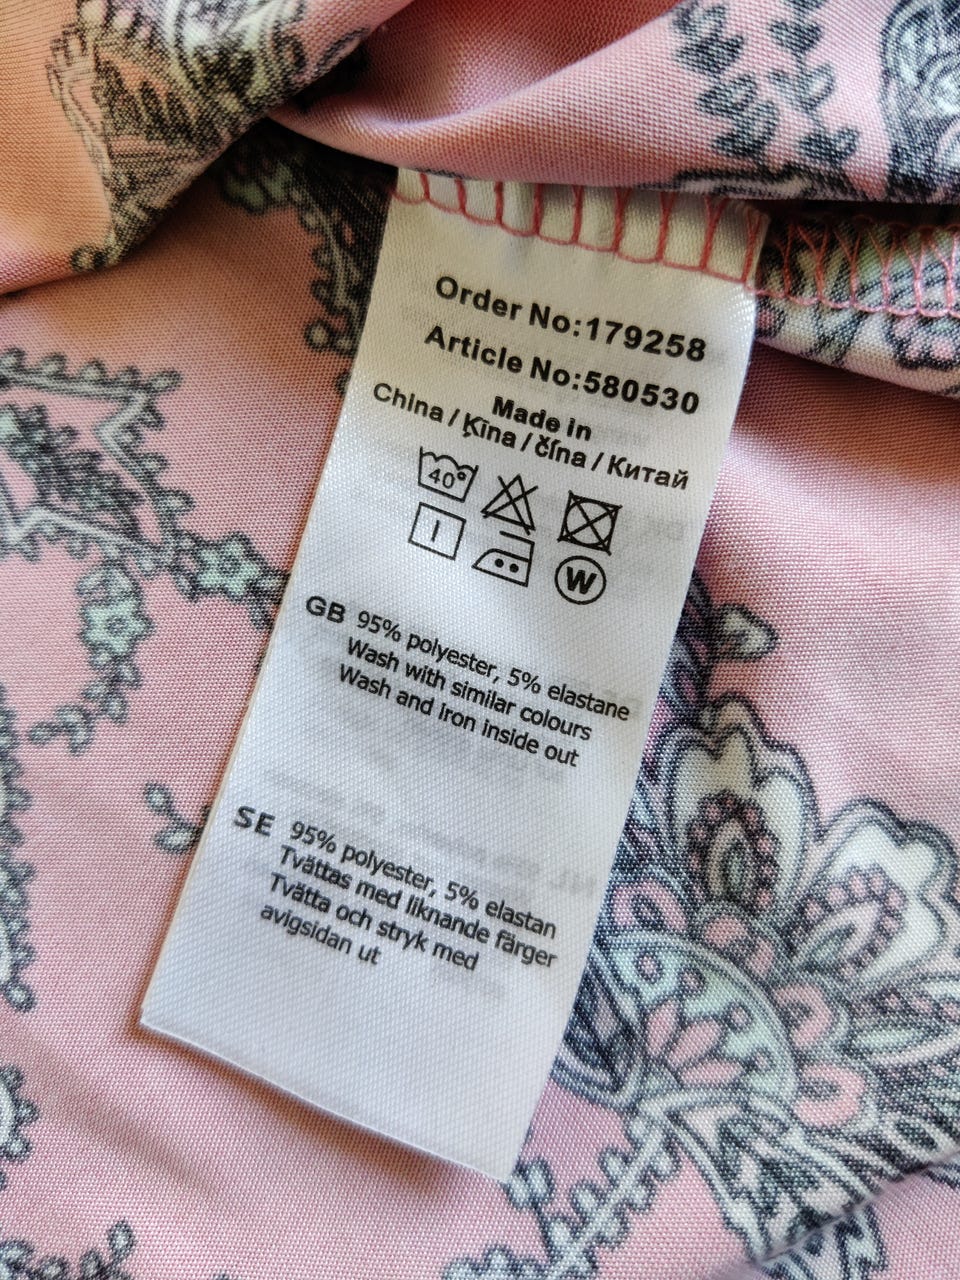 Order No:179258
Article No:580530
Made in
China / Ķīna / čína / Китай
40°
W
GB 95% polyester, 5% elastane
Wash with similar colours
Wash and iron inside out
SE 95% polyester, 5% elastan
Tvättas med liknande färger
Tvätta och stryk med
avigsidan ut